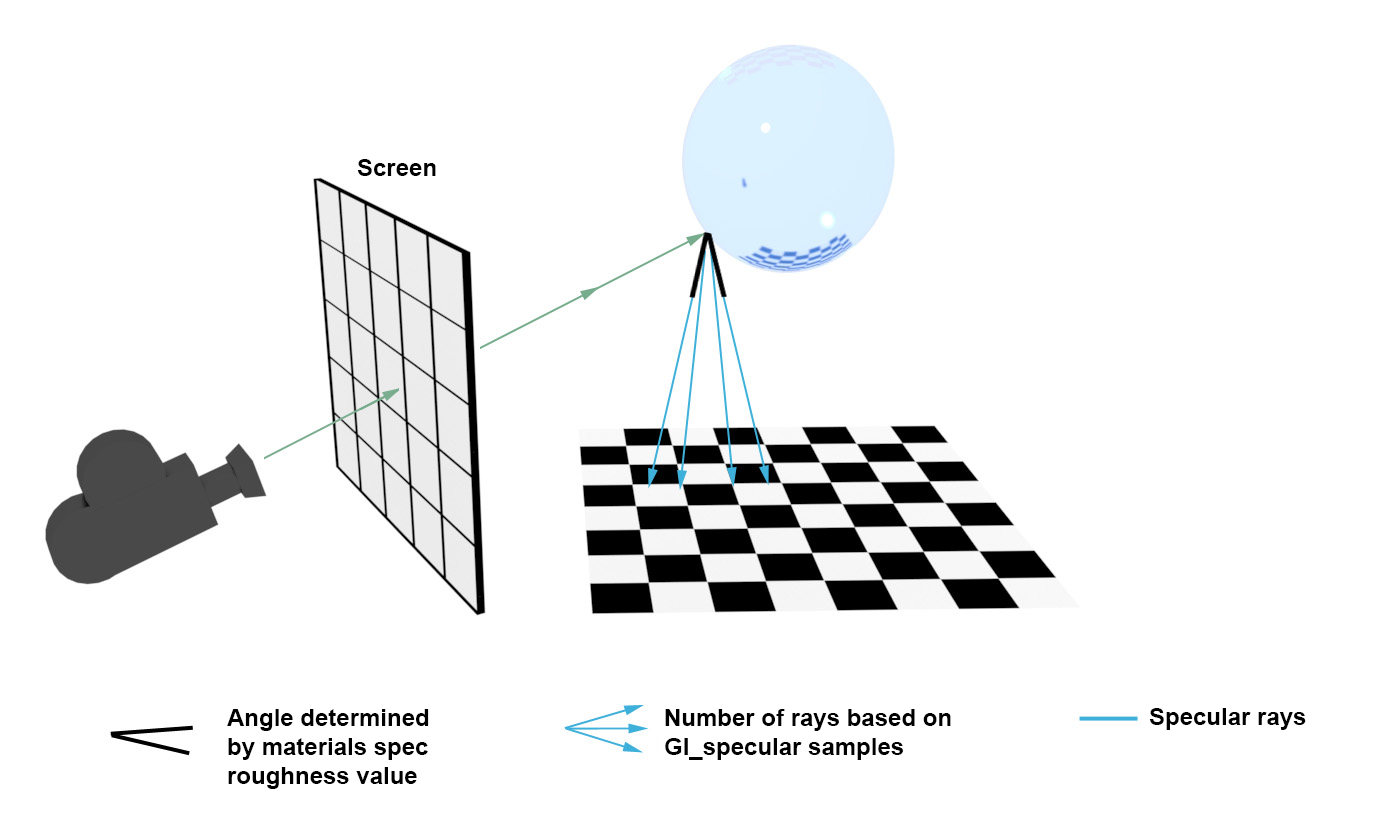 Screen
Angle determined
by materials spec
roughness value
Number of rays based on
GI_specular samples
Specular rays